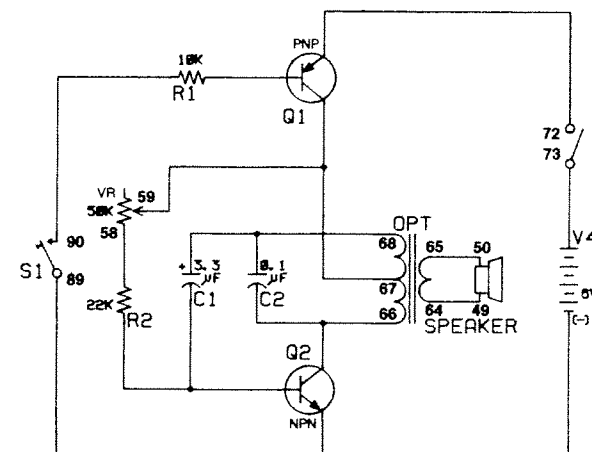 PNP
10K
R1
Q1
72
73
VR
59
50K
58
90
S1
89
OPT
68
65
50
V4
+ 3.3
µF
0.1
µF
67
C1
C2
22K
R2
66
64
49
(-)
SPEAKER
Q2
NPN